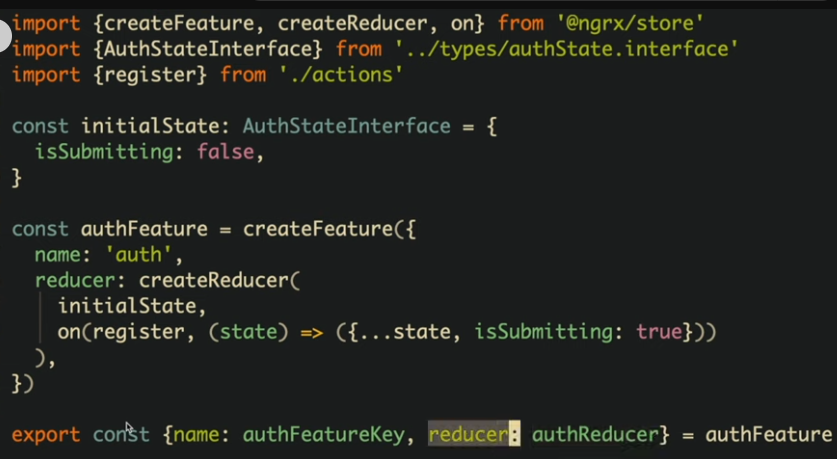 import {createFeature, createReducer, on} from '@ngrx/store'
import {AuthStateInterface} from '../types/authState.interface'
import {register} from './actions'

const initialState: AuthStateInterface = {
  isSubmitting: false,
}

const authFeature = createFeature({
  name: 'auth',
  reducer: createReducer(
    initialState,
    on(register, (state) => ({...state, isSubmitting: true}))
  ),
})

export const {name: authFeatureKey, reducer: authReducer} = authFeature